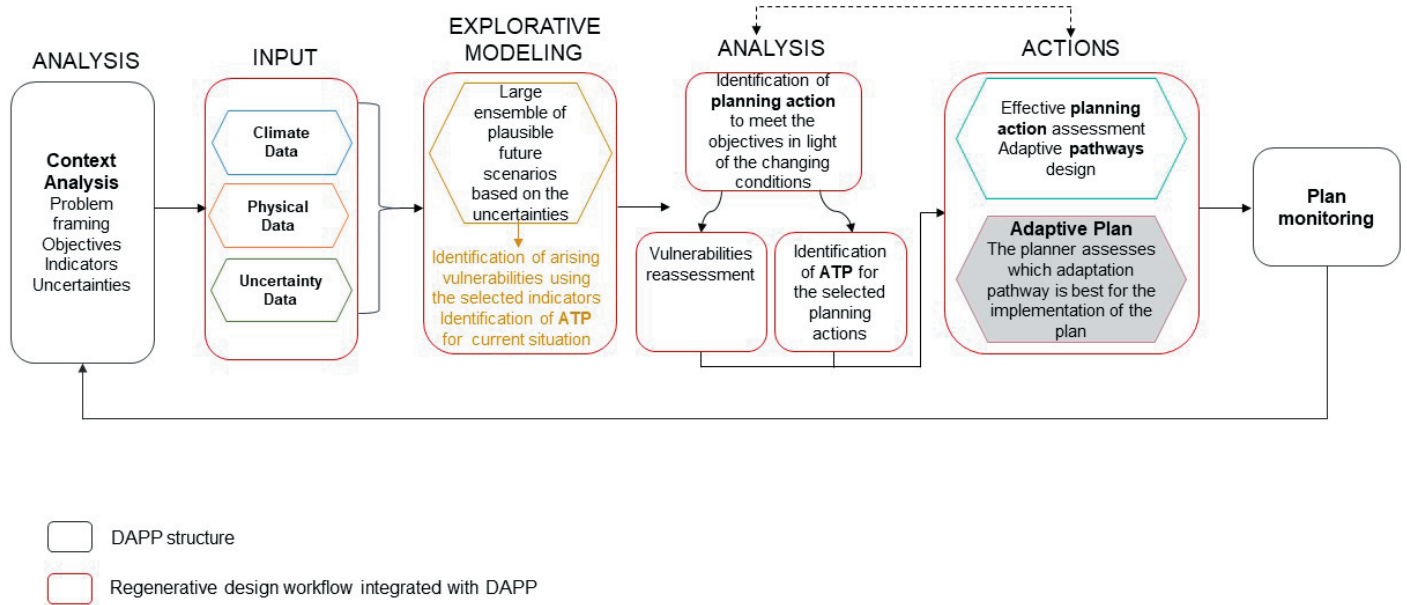 ANALYSIS
Context
Analysis
Problem
framing
Objectives
Indicators
Uncertainties
INPUT
Climate
Data
Physical
Data
Uncertainty
Data
EXPLORATIVE
MODELING
Large
ensemble of
plausible
future
scenarios
based on the
uncertainties
Identification of arising
vulnerabilities using
the selected indicators
Identification of ATP
for current situation
ANALYSIS
Identification of
planning action
to meet the
objectives in light
of the changing
conditions
Vulnerabilities
reassessment
Identification
of ATP for
the selected
planning
actions
ACTIONS
Effective planning
action assessment
Adaptive pathways
design
Adaptive Plan
The planner assesses
which adaptation
pathway is best for the
implementation of the
plan
Plan
monitoring
DAPP structure
Regenerative design workflow integrated with DAPP